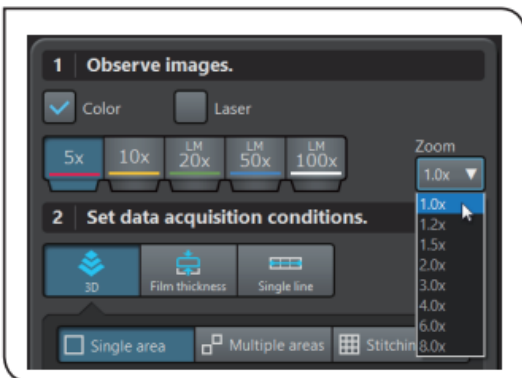 1 Observe images.
Color Laser
5x 10x LM 20x LM 50x LM 100x
Zoom
1.0x
1.0x
1.2x
1.5x
2.0x
3.0x
4.0x
6.0x
8.0x
2 Set data acquisition conditions.
3D Film thickness Single line
Single area Multiple areas Stitchin